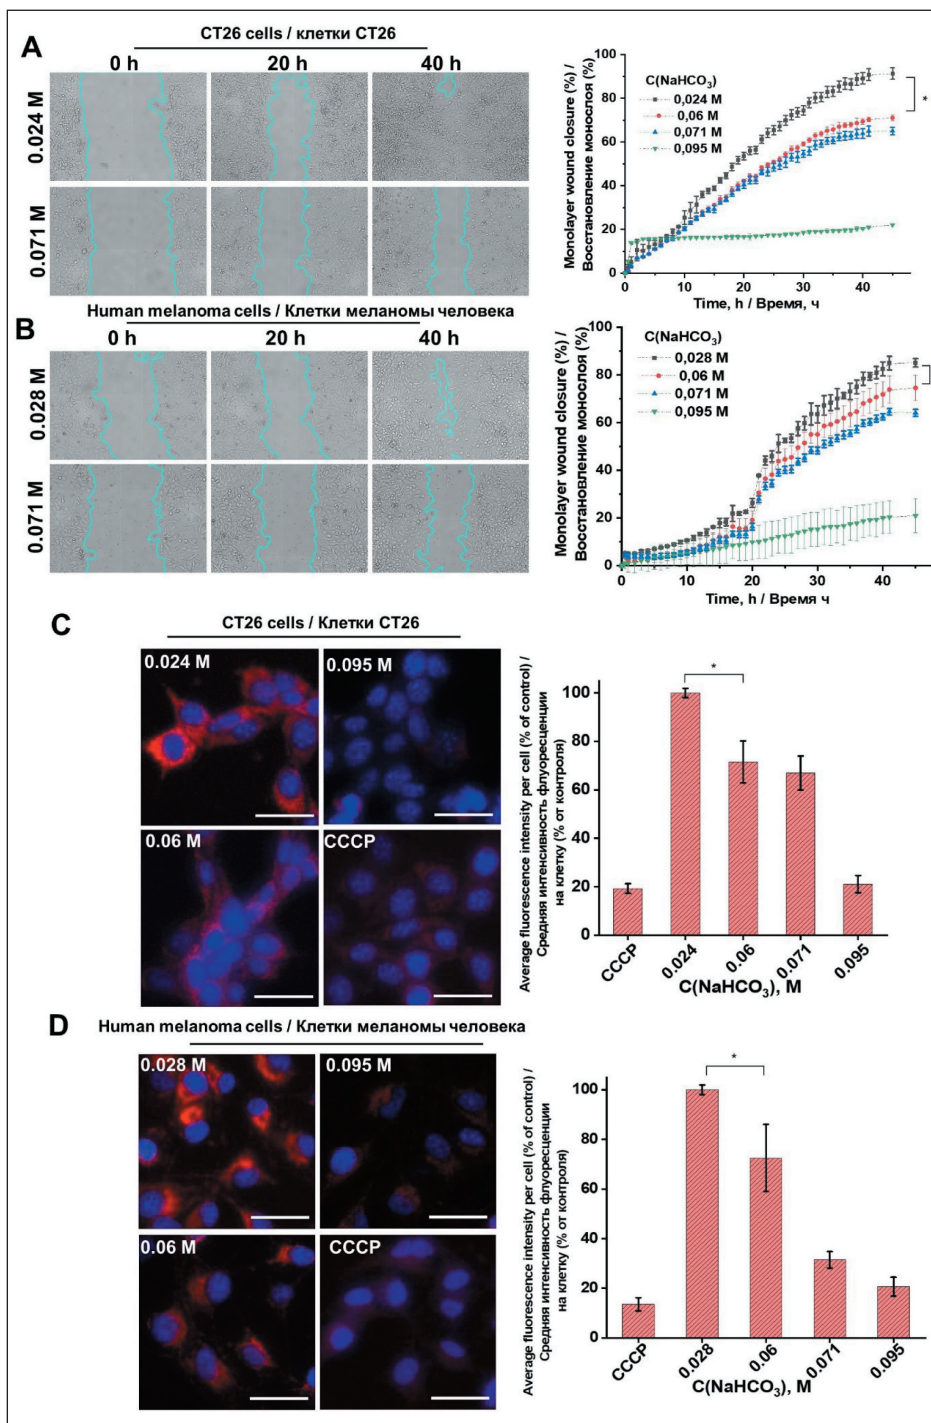 A
CT26 cells / клетки CT26
0 h
20 h
40 h
0.024 M
0.071 M
Monolayer wound closure (%) /
Восстановление монослоя (%)
100
80
60
40
20
0
C(NaHCO₃)
0,024 M
0,06 M
0,071 M
0,095 M
*
0
10
20
30
40
Time, h / Время, ч
B
Human melanoma cells / Клетки меланомы человека
0 h
20 h
40 h
0.028 M
0.071 M
Monolayer wound closure (%) /
Восстановление монослоя (%)
100
80
60
40
20
0
C(NaHCO₃)
0,028 M
0,06 M
0,071 M
0,095 M
0
10
20
30
40
Time, h / Время ч
C
CT26 cells / Клетки CT26
0.024 M
0.095 M
0.06 M
CCCP
Average fluorescence intensity per cell (% of control) /
Средняя интенсивность флуоресценции
на клетку (% от контроля)
100
80
60
40
20
0
*
CCCP
0.024
0.06
0.071
0.095
C(NaHCO₃), M
D
Human melanoma cells / Клетки меланомы человека
0.028 M
0.095 M
0.06 M
CCCP
Average fluorescence intensity per cell (% of control) /
Средняя интенсивность флуоресценции
на клетку (% от контроля)
100
80
60
40
20
0
*
CCCP
0.028
0.06
0.071
0.095
C(NaHCO₃), M